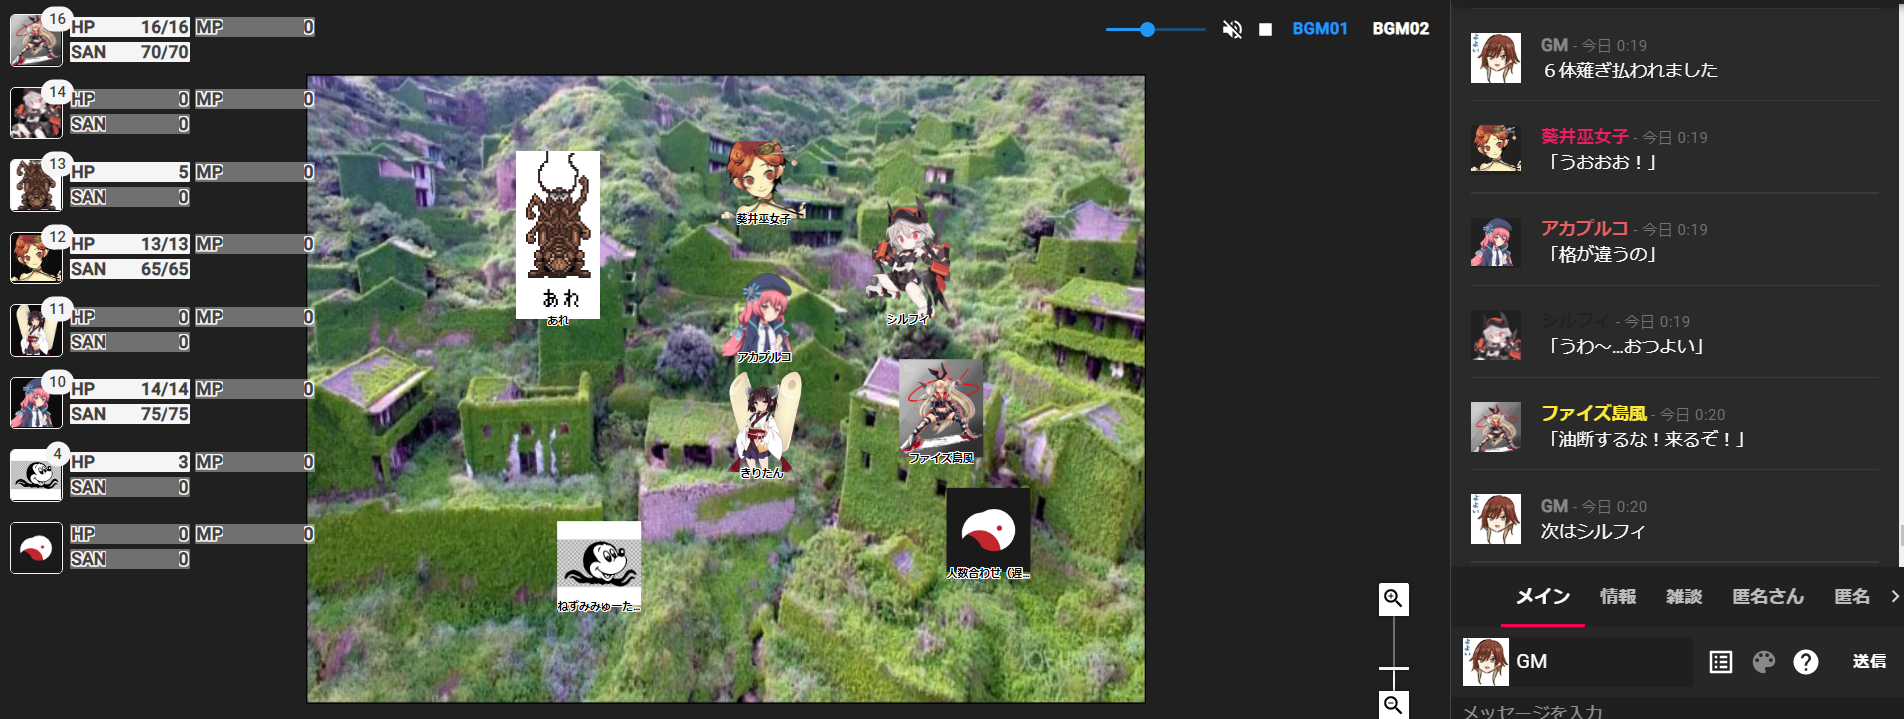 16
HP 16/16 MP 0
SAN 70/70
14
HP 0 MP 0
SAN 0
13
HP 5 MP 0
SAN 0
12
HP 13/13 MP 0
SAN 65/65
11
HP 0 MP 0
SAN 0
10
HP 14/14 MP 0
SAN 75/75
4
HP 3 MP 0
SAN 0
HP 0 MP 0
SAN 0
BGM01 BGM02
あれ
あれ
葵井巫女子
シルフィ
アカプルコ
きりたん
ファイズ島風
ねずみみゅーた...
人数合わせ（遅...
GM - 今日 0:19
６体薙ぎ払われました
葵井巫女子 - 今日 0:19
「うおおお！」
アカプルコ - 今日 0:19
「格が違うの」
シルフィ - 今日 0:19
「うわ～...おつよい」
ファイズ島風 - 今日 0:20
「油断するな！来るぞ！」
GM - 今日 0:20
次はシルフィ
メイン 情報 雑談 匿名さん 匿名
GM 送信
メッセージを入力